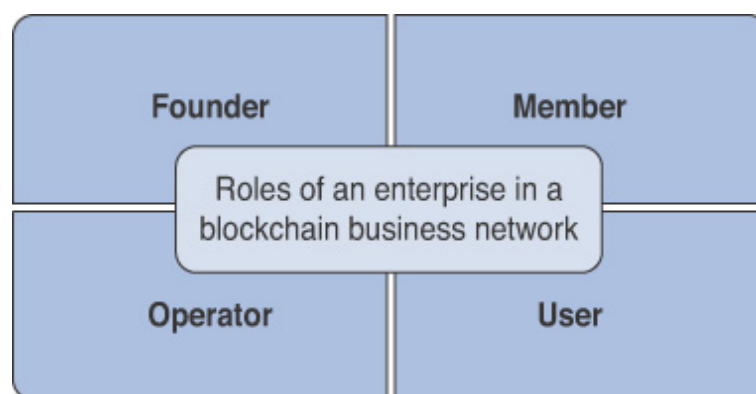 Founder
Member
Roles of an enterprise in a
blockchain business network
Operator
User